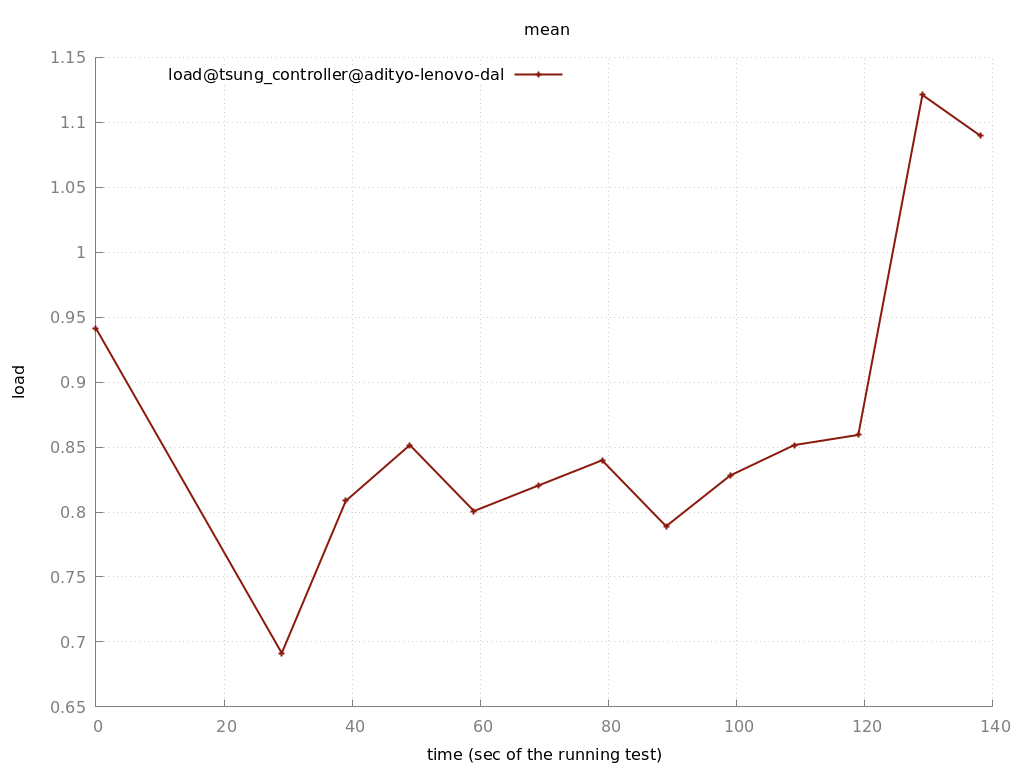 mean
load@tsung_controller@adityo-lenovo-dal
1.15
1.1
1.05
1
0.95
0.9
0.85
0.8
0.75
0.7
0.65
load
0 20 40 60 80 100 120 140
time (sec of the running test)